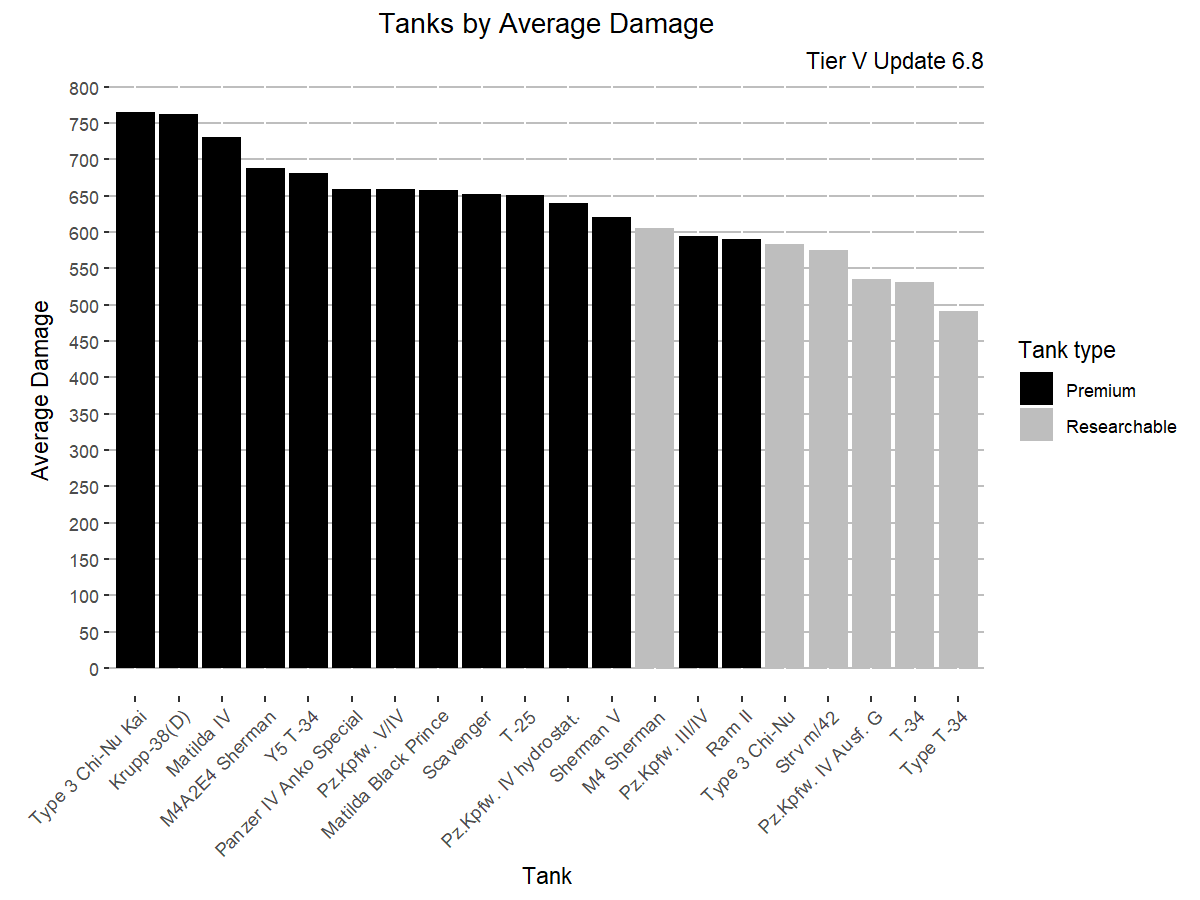 Tanks by Average Damage
Tier V Update 6.8
800
750
700
650
600
550
500
450
400
350
300
250
200
150
100
50
0
Average Damage
Type 3 Chi-Nu Kai
Krupp-38(D)
Matilda IV
M4A2E4 Sherman
Y5 T-34
Panzer IV Anko Special
Pz.Kpfw. V/IV
Matilda Black Prince
Scavenger
T-25
Pz.Kpfw. IV hydrostat.
Sherman V
M4 Sherman
Pz.Kpfw. III/IV
Ram II
Type 3 Chi-Nu
Strv m/42
Pz.Kpfw. IV Ausf. G
T-34
Type T-34
Tank
Tank type
Premium
Researchable